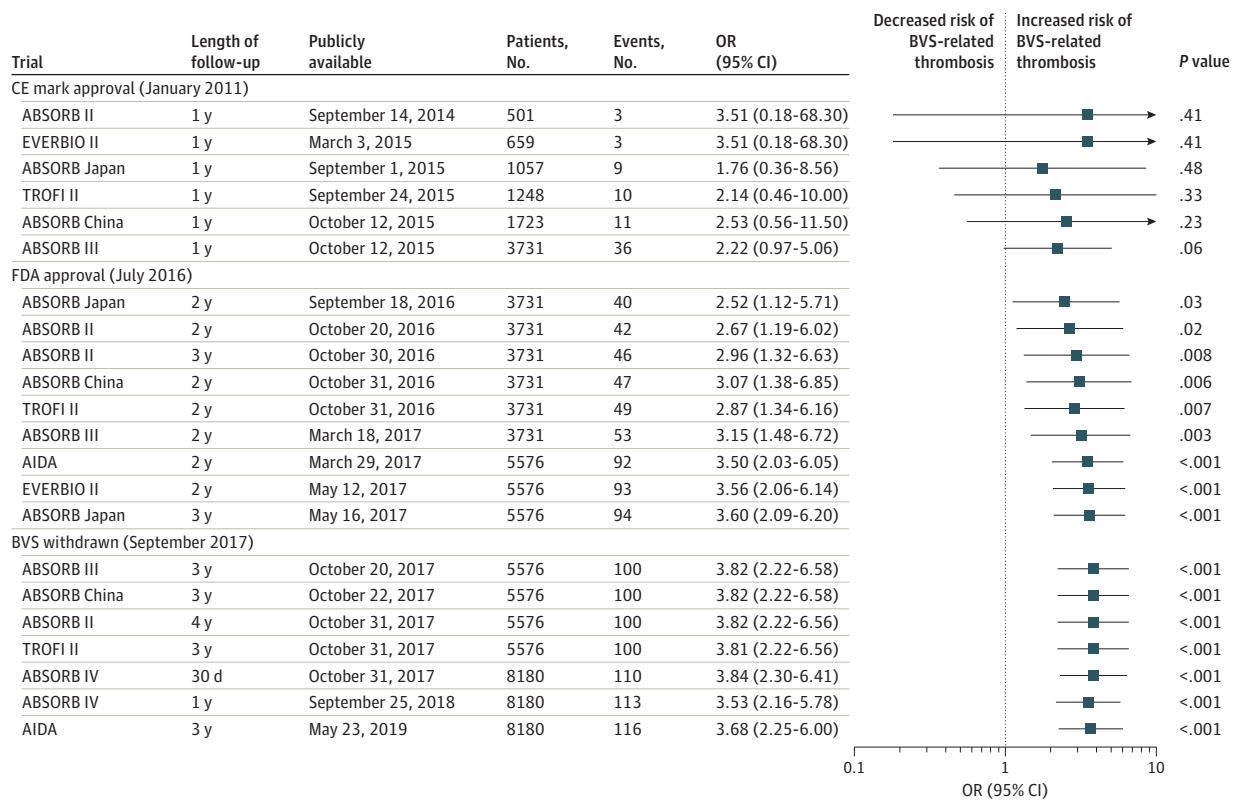 Trial Length of follow-up Publicly available Patients, No. Events, No. OR (95% CI) Decreased risk of BVS-related thrombosis Increased risk of BVS-related thrombosis P value
CE mark approval (January 2011)
ABSORB II 1 y September 14, 2014 501 3 3.51 (0.18-68.30) .41
EVERBIO II 1 y March 3, 2015 659 3 3.51 (0.18-68.30) .41
ABSORB Japan 1 y September 1, 2015 1057 9 1.76 (0.36-8.56) .48
TROFI II 1 y September 24, 2015 1248 10 2.14 (0.46-10.00) .33
ABSORB China 1 y October 12, 2015 1723 11 2.53 (0.56-11.50) .23
ABSORB III 1 y October 12, 2015 3731 36 2.22 (0.97-5.06) .06
FDA approval (July 2016)
ABSORB Japan 2 y September 18, 2016 3731 40 2.52 (1.12-5.71) .03
ABSORB II 2 y October 20, 2016 3731 42 2.67 (1.19-6.02) .02
ABSORB II 3 y October 30, 2016 3731 46 2.96 (1.32-6.63) .008
ABSORB China 2 y October 31, 2016 3731 47 3.07 (1.38-6.85) .006
TROFI II 2 y October 31, 2016 3731 49 2.87 (1.34-6.16) .007
ABSORB III 2 y March 18, 2017 3731 53 3.15 (1.48-6.72) .003
AIDA 2 y March 29, 2017 5576 92 3.50 (2.03-6.05) <.001
EVERBIO II 2 y May 12, 2017 5576 93 3.56 (2.06-6.14) <.001
ABSORB Japan 3 y May 16, 2017 5576 94 3.60 (2.09-6.20) <.001
BVS withdrawn (September 2017)
ABSORB III 3 y October 20, 2017 5576 100 3.82 (2.22-6.58) <.001
ABSORB China 3 y October 22, 2017 5576 100 3.82 (2.22-6.58) <.001
ABSORB II 4 y October 31, 2017 5576 100 3.82 (2.22-6.56) <.001
TROFI II 3 y October 31, 2017 5576 100 3.81 (2.22-6.56) <.001
ABSORB IV 30 d October 31, 2017 8180 110 3.84 (2.30-6.41) <.001
ABSORB IV 1 y September 25, 2018 8180 113 3.53 (2.16-5.78) <.001
AIDA 3 y May 23, 2019 8180 116 3.68 (2.25-6.00) <.001
0.1 1 10
OR (95% CI)